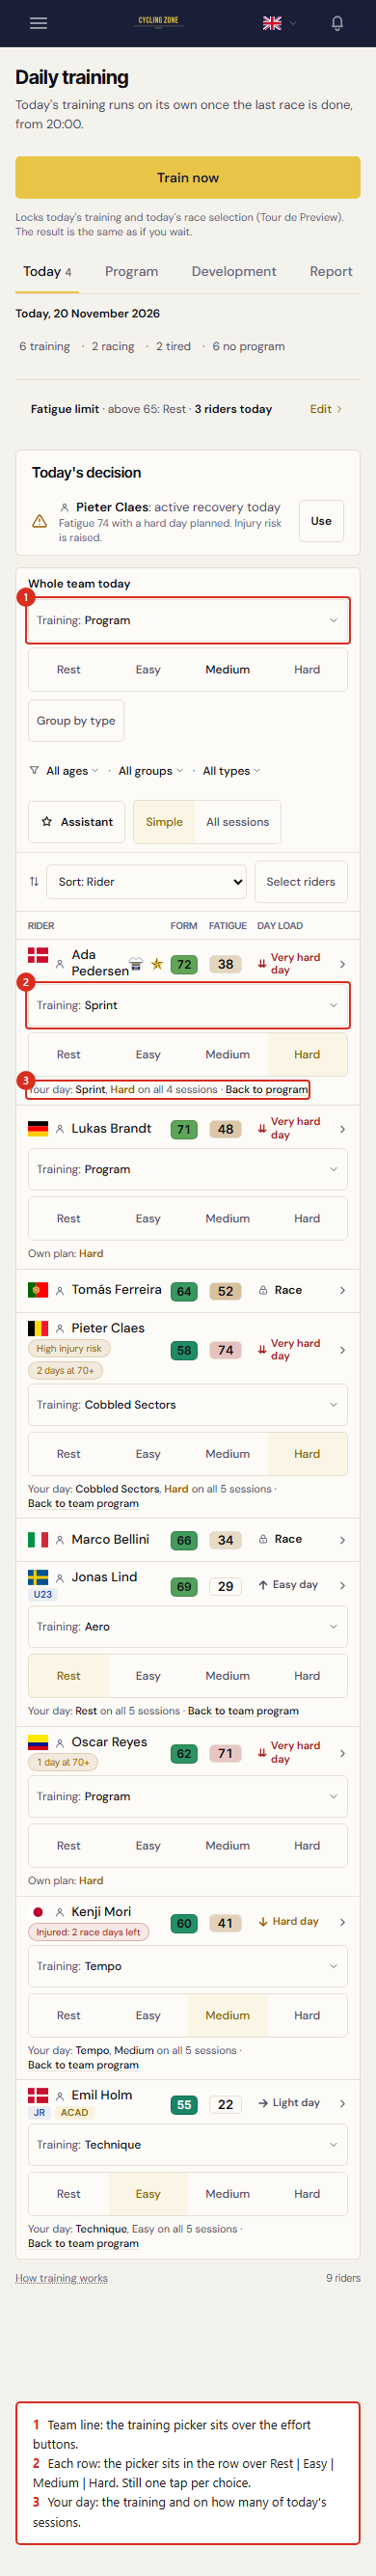 CYCLING ZONE
Daily training
Today's training runs on its own once the last race is done,
from 20:00.
Train now
Locks today's training and today's race selection (Tour de Preview).
The result is the same as if you wait.
Today 4 Program Development Report
Today, 20 November 2026
6 training · 2 racing · 2 tired · 6 no program
Fatigue limit · above 65: Rest · 3 riders today Edit
Today's decision
Pieter Claes: active recovery today
Fatigue 74 with a hard day planned. Injury risk
is raised.
Use
Whole team today
1
Training: Program
Rest Easy Medium Hard
Group by type
All ages · All groups · All types
Assistant Simple All sessions
Sort: Rider Select riders
RIDER FORM FATIGUE DAY LOAD
Ada
Pedersen 72 38 Very hard
day
2
Training: Sprint
Rest Easy Medium Hard
3
Your day: Sprint, Hard on all 4 sessions · Back to program
Lukas Brandt 71 48 Very hard
day
Training: Program
Rest Easy Medium Hard
Own plan: Hard
Tomás Ferreira 64 52 Race
Pieter Claes
High injury risk
2 days at 70+
58 74 Very hard
day
Training: Cobbled Sectors
Rest Easy Medium Hard
Your day: Cobbled Sectors, Hard on all 5 sessions ·
Back to team program
Marco Bellini 66 34 Race
Jonas Lind
U23
69 29 Easy day
Training: Aero
Rest Easy Medium Hard
Your day: Rest on all 5 sessions · Back to team program
Oscar Reyes
1 day at 70+
62 71 Very hard
day
Training: Program
Rest Easy Medium Hard
Own plan: Hard
Kenji Mori
Injured: 2 race days left
60 41 Hard day
Training: Tempo
Rest Easy Medium Hard
Your day: Tempo, Medium on all 5 sessions ·
Back to team program
Emil Holm
JR ACAD
55 22 Light day
Training: Technique
Rest Easy Medium Hard
Your day: Technique, Easy on all 5 sessions ·
Back to team program
How training works 9 riders
1 Team line: the training picker sits over the effort
buttons.
2 Each row: the picker sits in the row over Rest | Easy |
Medium | Hard. Still one tap per choice.
3 Your day: the training and on how many of today's
sessions.